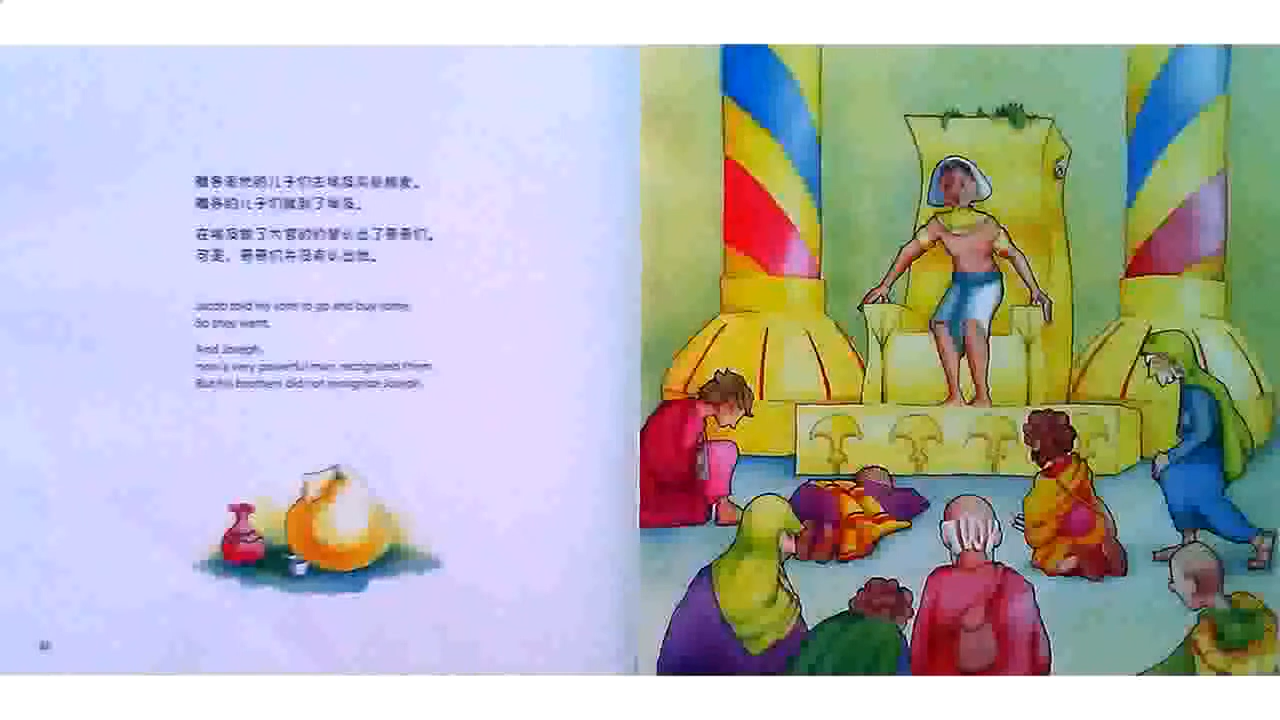 雅各布他的儿子们去埃及买些粮食。
雅各的儿子们就到了埃及。
在埃及做了大官的约瑟认出了哥哥们。
可是，哥哥们并没有认出他。
Jacob told his sons to go and buy some.
So they went.
And Joseph,
now a very powerful man, recognised them.
But his brothers did not recognise Joseph.